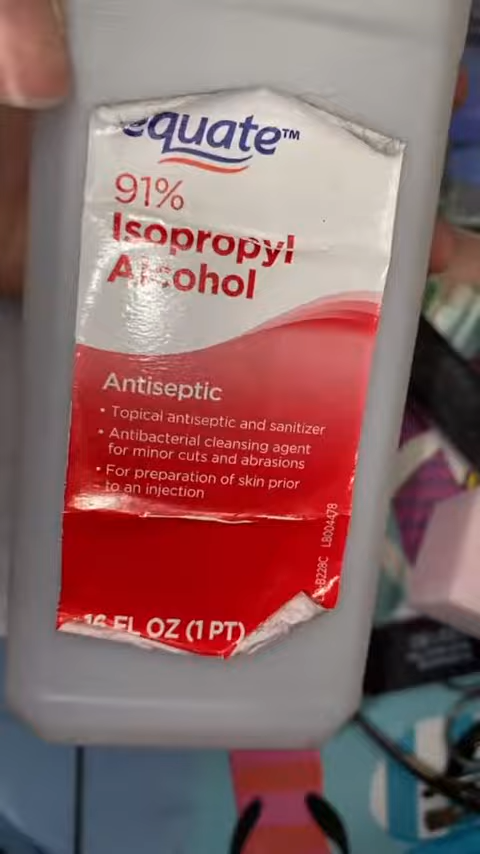 equate™
91%
Isopropyl
Alcohol
Antiseptic
• Topical antiseptic and sanitizer
• Antibacterial cleansing agent
for minor cuts and abrasions
• For preparation of skin prior
to an injection
16 FL OZ (1 PT)
L8004478